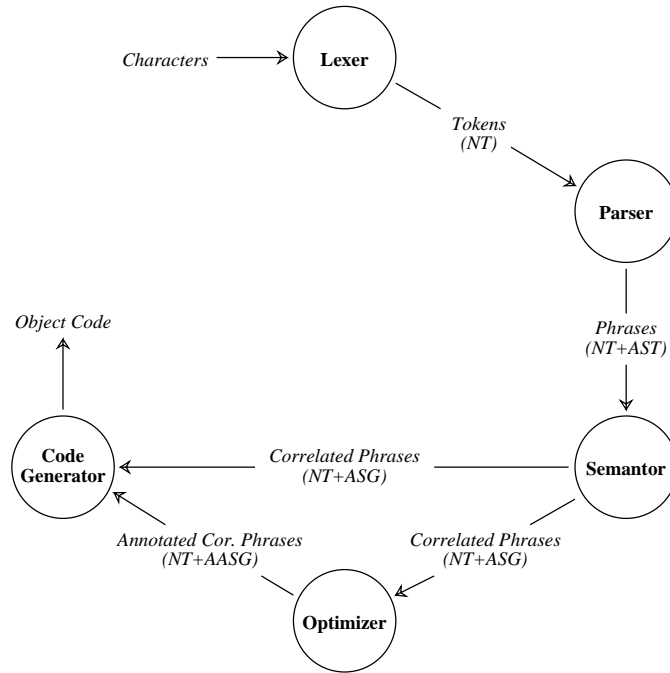 Characters
Lexer
Tokens
(NT)
Parser
Phrases
(NT+AST)
Object Code
Code
Generator
Correlated Phrases
(NT+ASG)
Semantor
Annotated Cor. Phrases
(NT+AASG)
Correlated Phrases
(NT+ASG)
Optimizer